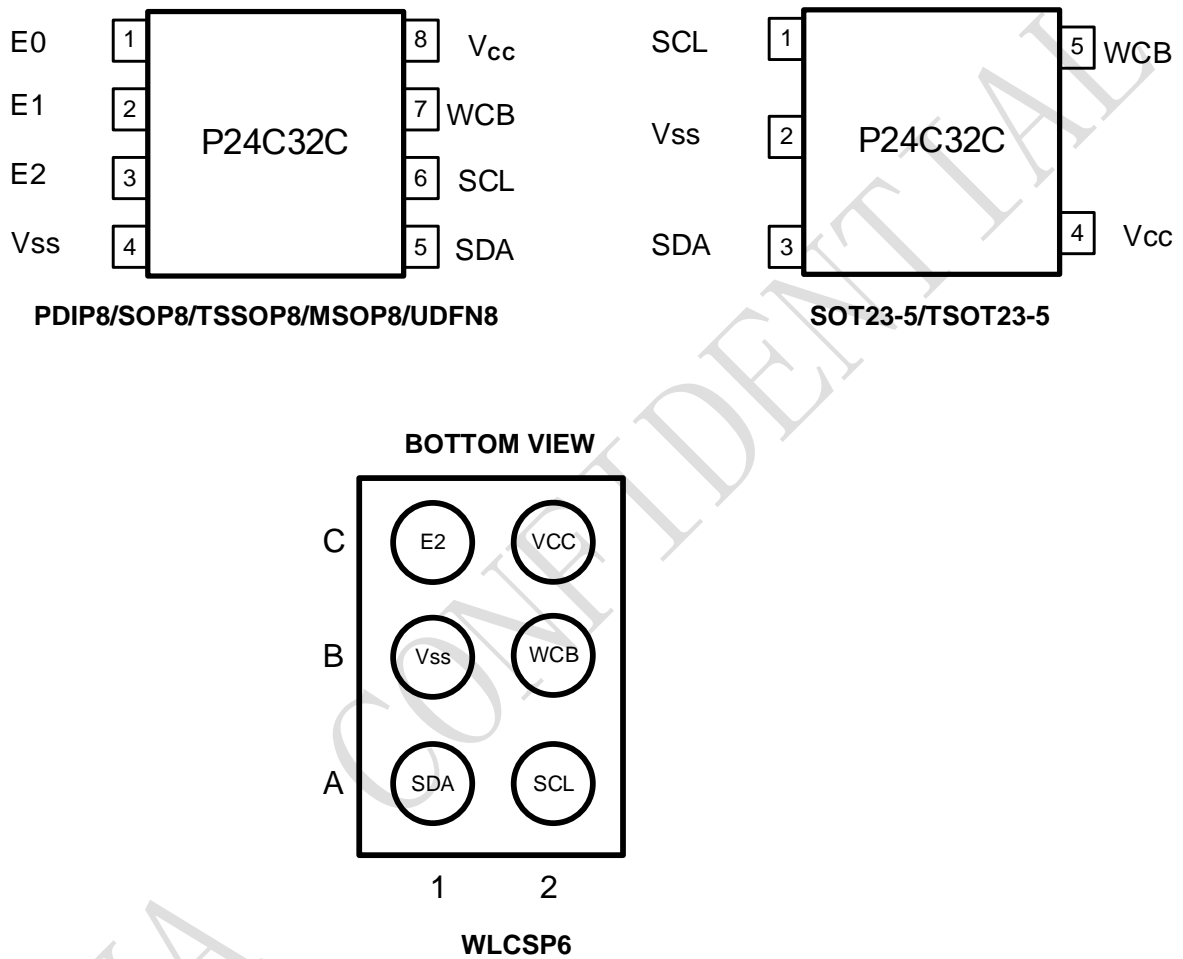 E0 1 8 Vcc
E1 2 7 WCB
P24C32C
E2 3 6 SCL
Vss 4 5 SDA
PDIP8/SOP8/TSSOP8/MSOP8/UDFN8
SCL 1 5 WCB
Vss 2 P24C32C
SDA 3 4 Vcc
SOT23-5/TSOT23-5
BOTTOM VIEW
C E2 VCC
B Vss WCB
A SDA SCL
1 2
WLCSP6
CONFIDENTIAL